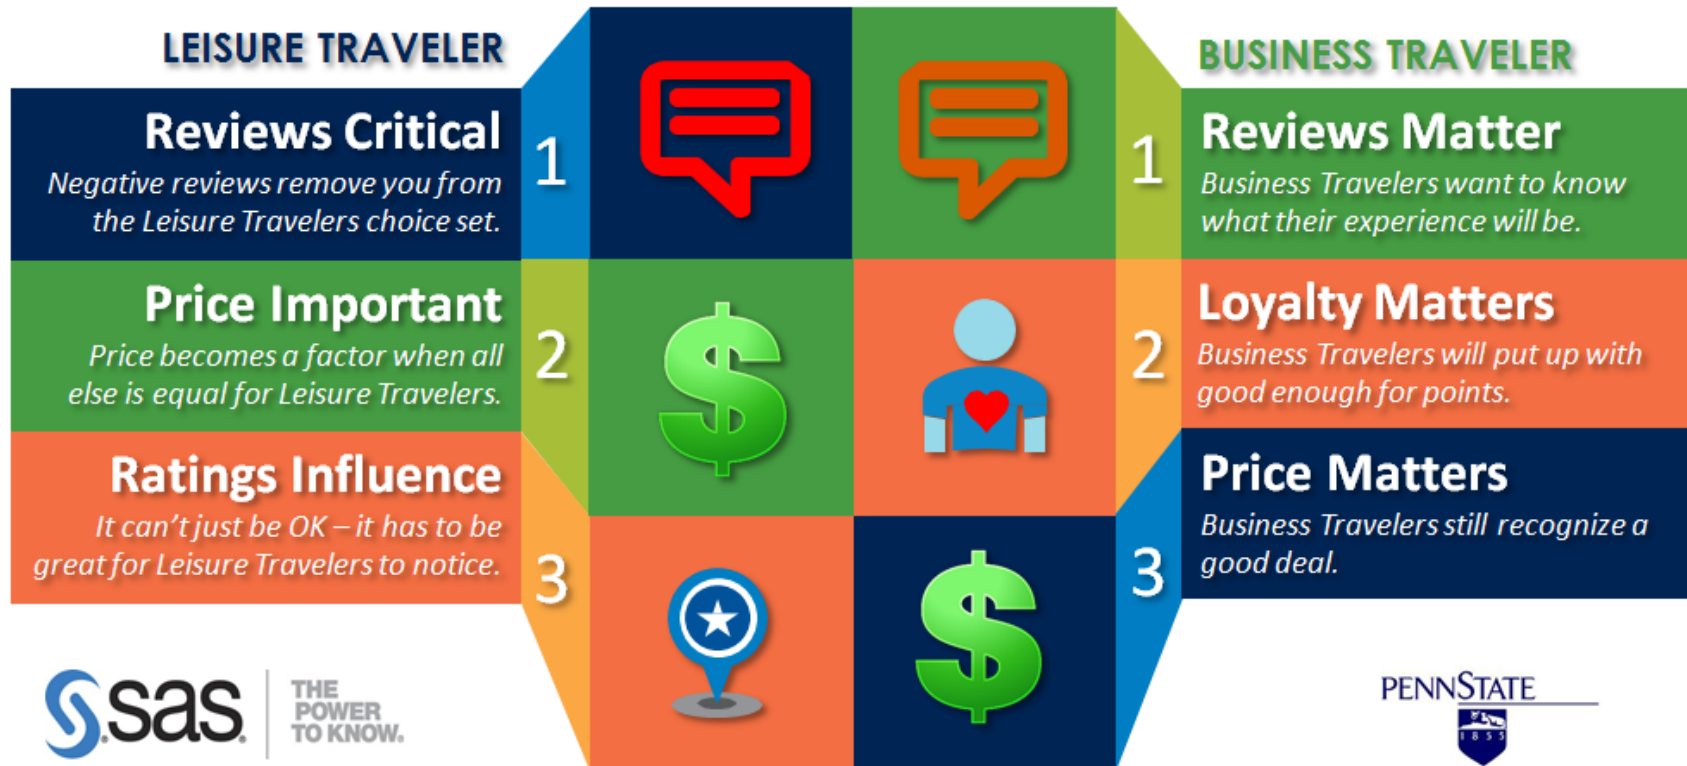 LEISURE TRAVELER
Reviews Critical
Negative reviews remove you from
the Leisure Travelers choice set.
1
Price Important
Price becomes a factor when all
else is equal for Leisure Travelers.
2
Ratings Influence
It can't just be OK – it has to be
great for Leisure Travelers to notice.
3
BUSINESS TRAVELER
1
Reviews Matter
Business Travelers want to know
what their experience will be.
2
Loyalty Matters
Business Travelers will put up with
good enough for points.
3
Price Matters
Business Travelers still recognize a
good deal.
sas
THE
POWER
TO KNOW.
PENNSTATE
1855